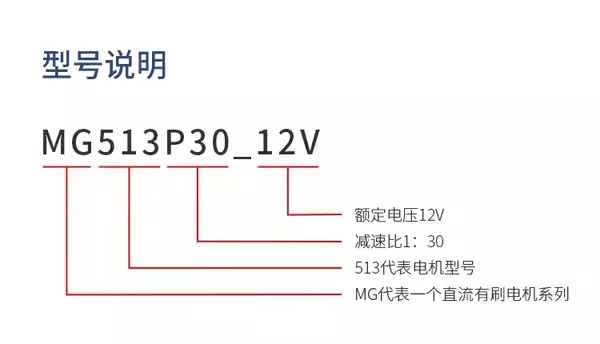 型号说明
MG513P30_12V
额定电压12V
减速比1：30
513代表电机型号
MG代表一个直流有刷电机系列